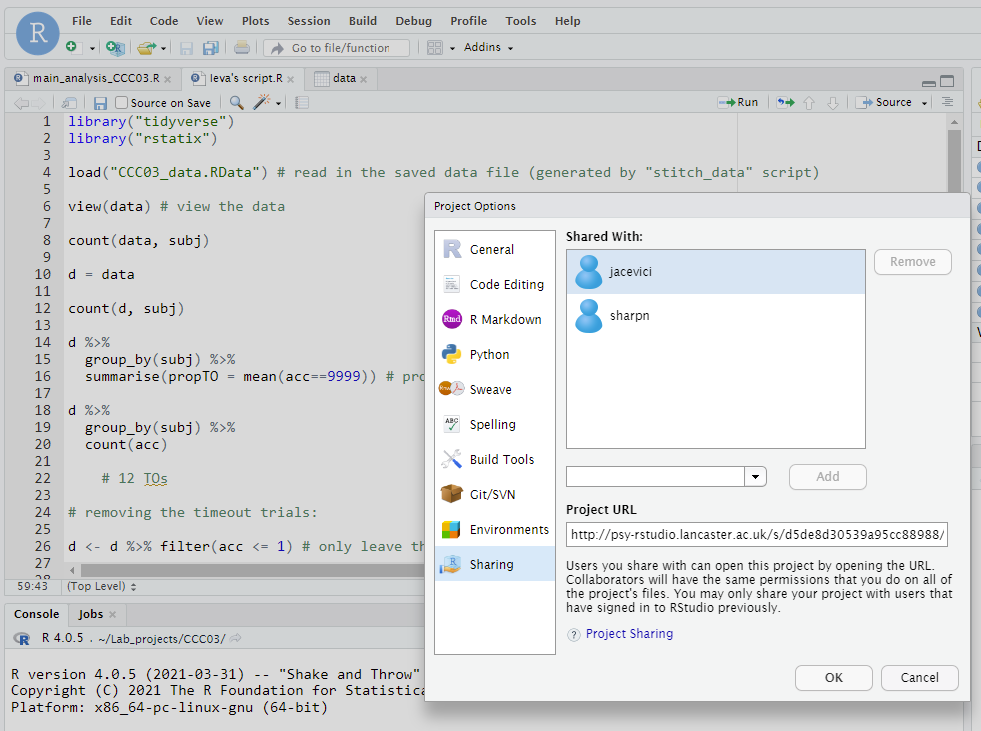 File Edit Code View Plots Session Build Debug Profile Tools Help
R
Go to file/function Addins
main_analysis_CCC03.R Ieva's script.R data
Source on Save Run Source
1 library("tidyverse")
2 library("rstatix")
3
4 load("CCC03_data.RData") # read in the saved data file (generated by "stitch_data" script)
5
6 view(data) # view the data
7
8 count(data, subj)
9
10 d = data
11
12 count(d, subj)
13
14 d %>%
15 group_by(subj) %>%
16 summarise(propTO = mean(acc==9999)) # pro
17
18 d %>%
19 group_by(subj) %>%
20 count(acc)
21
22 # 12 TOs
23
24 # removing the timeout trials:
25
26 d <- d %>% filter(acc <= 1) # only leave th
27
28
59:43 (Top Level)
Console Jobs
R 4.0.5 . ~/Lab_projects/CCC03/
R version 4.0.5 (2021-03-31) -- "Shake and Throw"
Copyright (C) 2021 The R Foundation for Statistica
Platform: x86_64-pc-linux-gnu (64-bit)
Project Options
General
Code Editing
Rmd R Markdown
Python
Sweave
ABC Spelling
Build Tools
Git/SVN
Environments
Sharing
Shared With:
jacevici
sharpn
Remove
Add
Project URL
http://psy-rstudio.lancaster.ac.uk/s/d5de8d30539a95cc88988/
Users you share with can open this project by opening the URL.
Collaborators will have the same permissions that you do on all of
the project's files. You may only share your project with users that
have signed in to RStudio previously.
? Project Sharing
OK Cancel